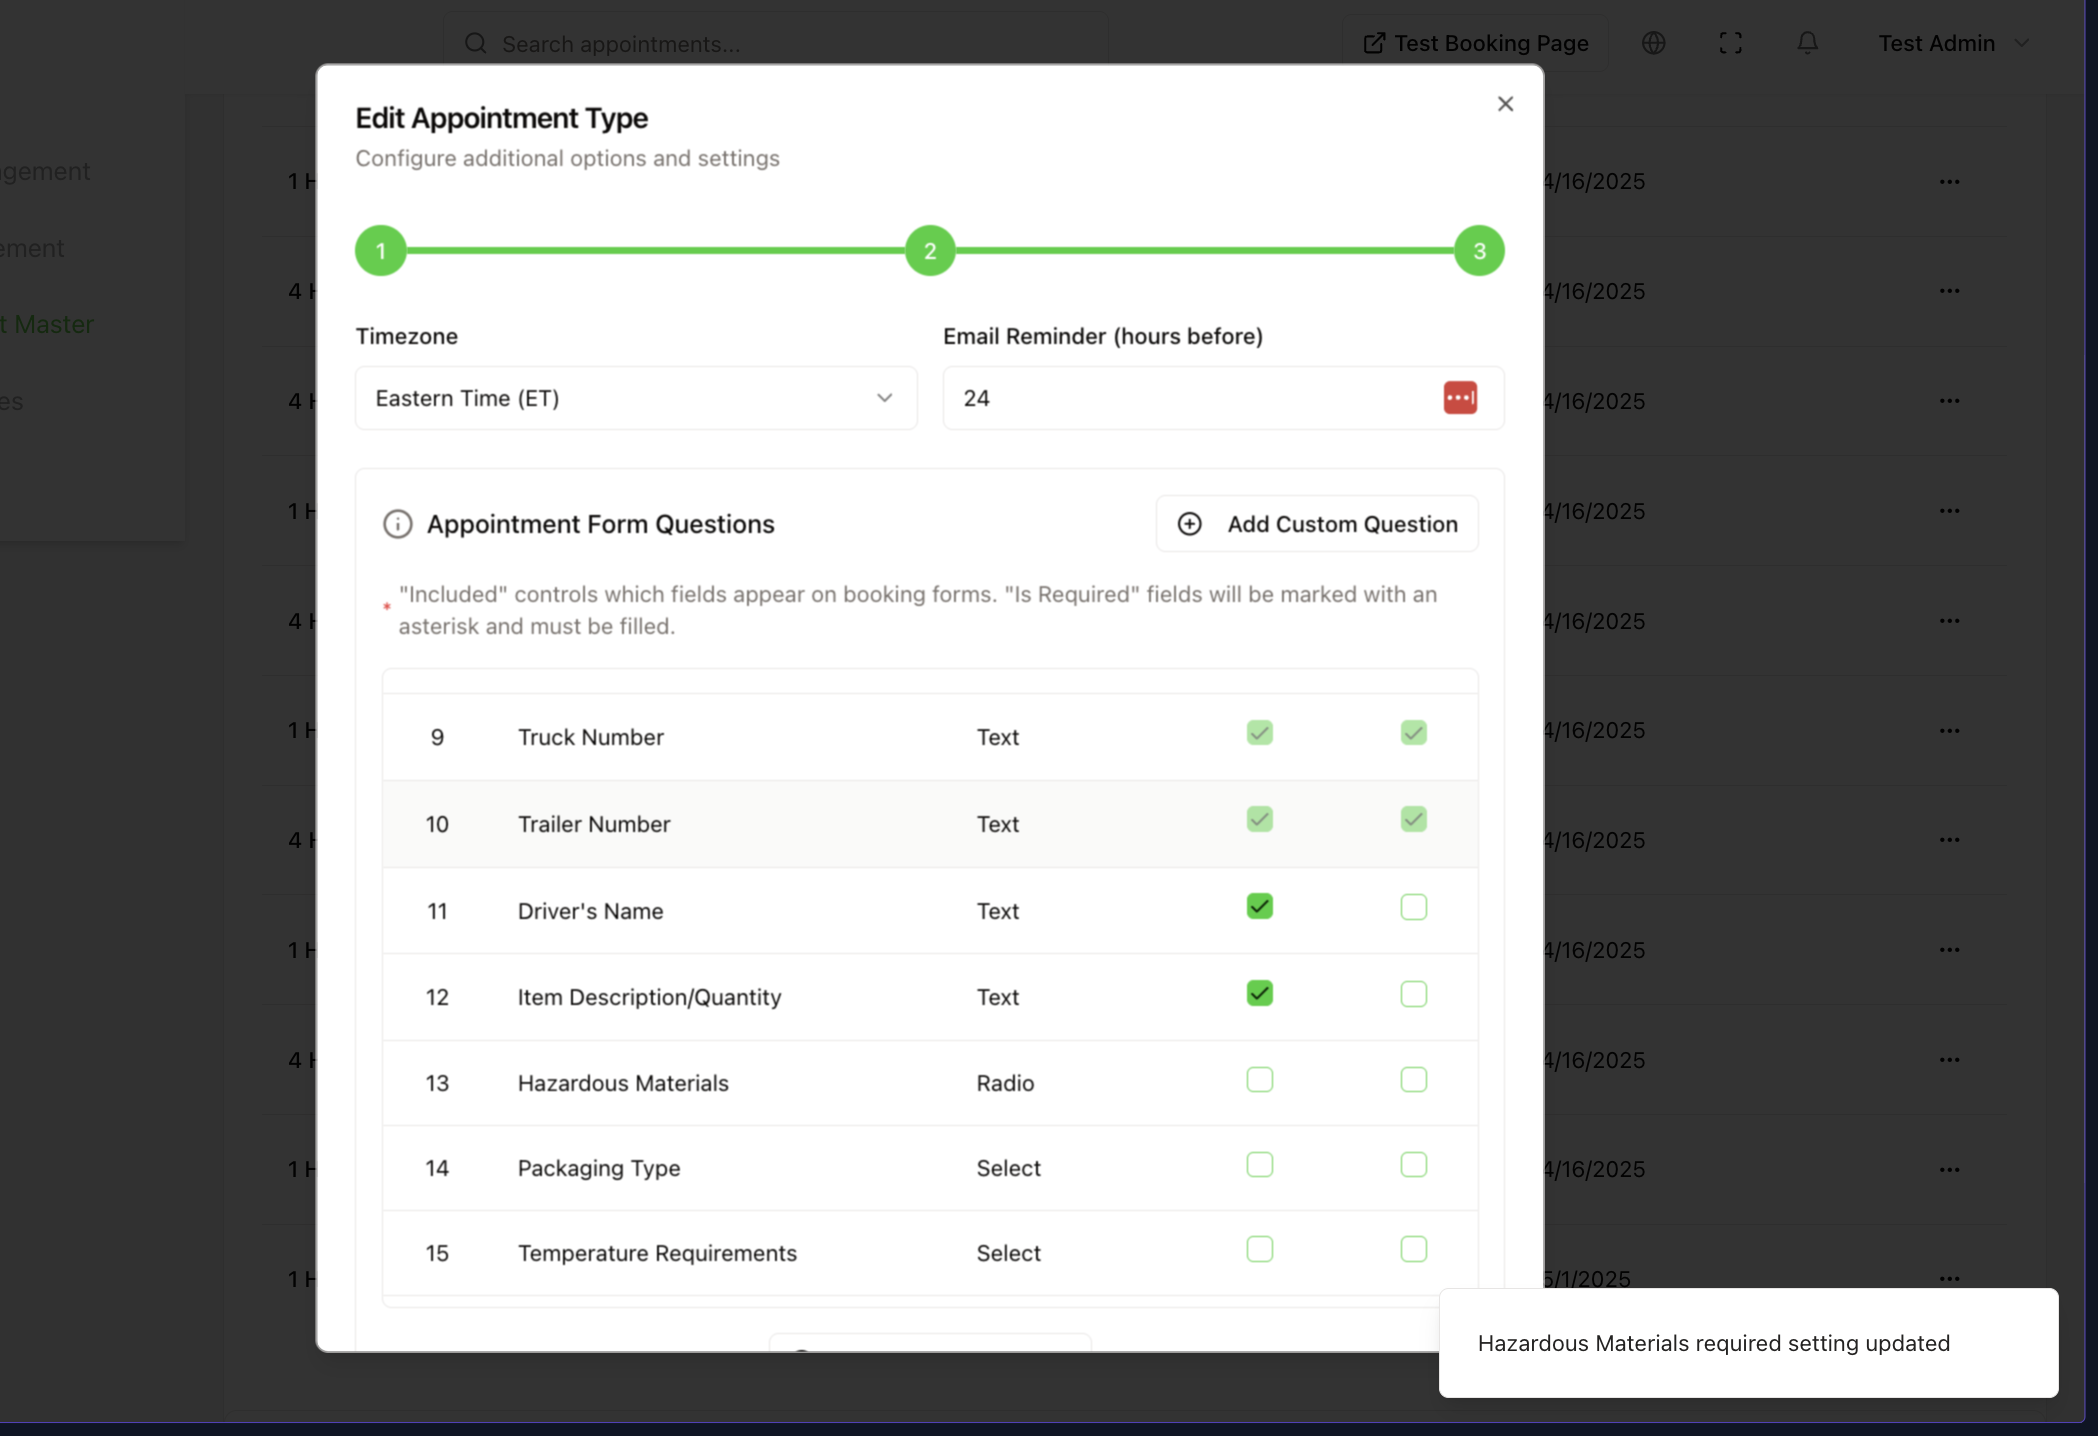 Search appointments...
Test Booking Page
Test Admin
Edit Appointment Type
Configure additional options and settings
1
2
3
Timezone
Email Reminder (hours before)
Eastern Time (ET)
24
Appointment Form Questions
Add Custom Question
* "Included" controls which fields appear on booking forms. "Is Required" fields will be marked with an
asterisk and must be filled.
9 Truck Number Text
10 Trailer Number Text
11 Driver's Name Text
12 Item Description/Quantity Text
13 Hazardous Materials Radio
14 Packaging Type Select
15 Temperature Requirements Select
Hazardous Materials required setting updated
gement
ement
t Master
es
1 H
4/16/2025
4 H
4/16/2025
4 H
4/16/2025
1 H
4/16/2025
4 H
4/16/2025
1 H
4/16/2025
4 H
4/16/2025
1 H
4/16/2025
4 H
4/16/2025
1 H
4/16/2025
1 H
5/1/2025